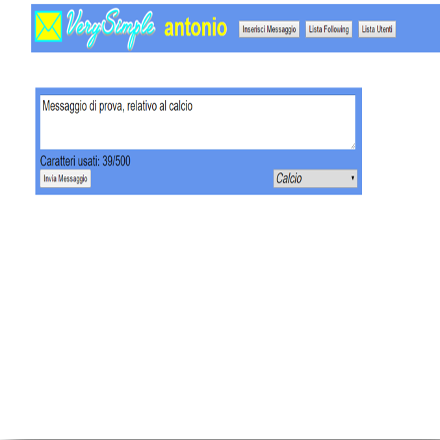 VerySimple antonio Inserisci Messaggio Lista Following Lista Utenti
Messaggio di prova, relativo al calcio
Caratteri usati: 39/500
Invia Messaggio Calcio